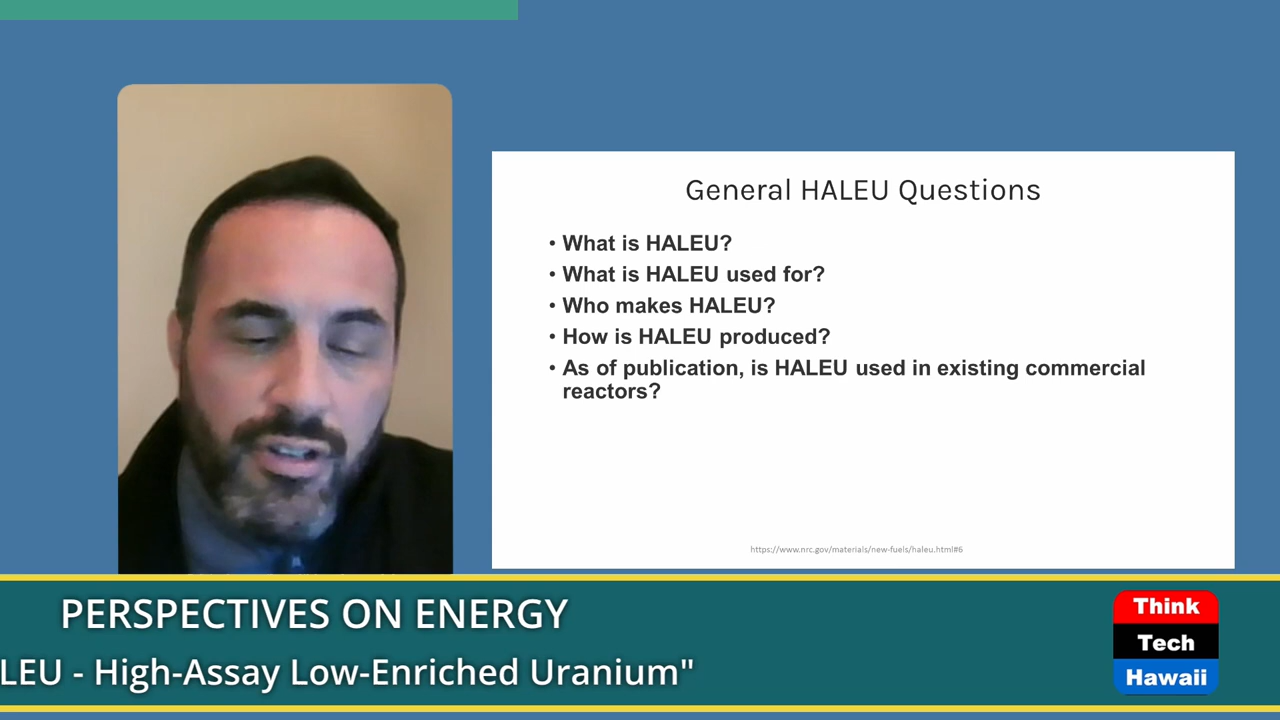 General HALEU Questions
• What is HALEU?
• What is HALEU used for?
• Who makes HALEU?
• How is HALEU produced?
• As of publication, is HALEU used in existing commercial
reactors?
https://www.nrc.gov/materials/new-fuels/haleu.html#6
PERSPECTIVES ON ENERGY
LEU - High-Assay Low-Enriched Uranium"
Think
Tech
Hawaii